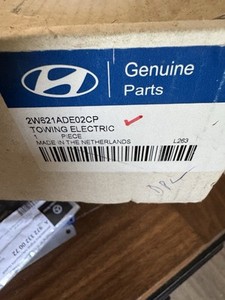 Genuine
Parts
2W621ADE02CP
TOWING ELECTRIC
1 PIECE
MADE IN THE NETHERLANDS L263